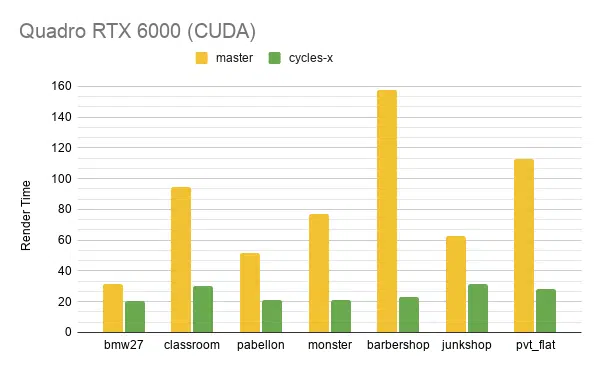 Quadro RTX 6000 (CUDA)
master cycles-x
160
140
120
100
80
60
40
20
0
Render Time
bmw27 classroom pabellon monster barbershop junkshop pvt_flat